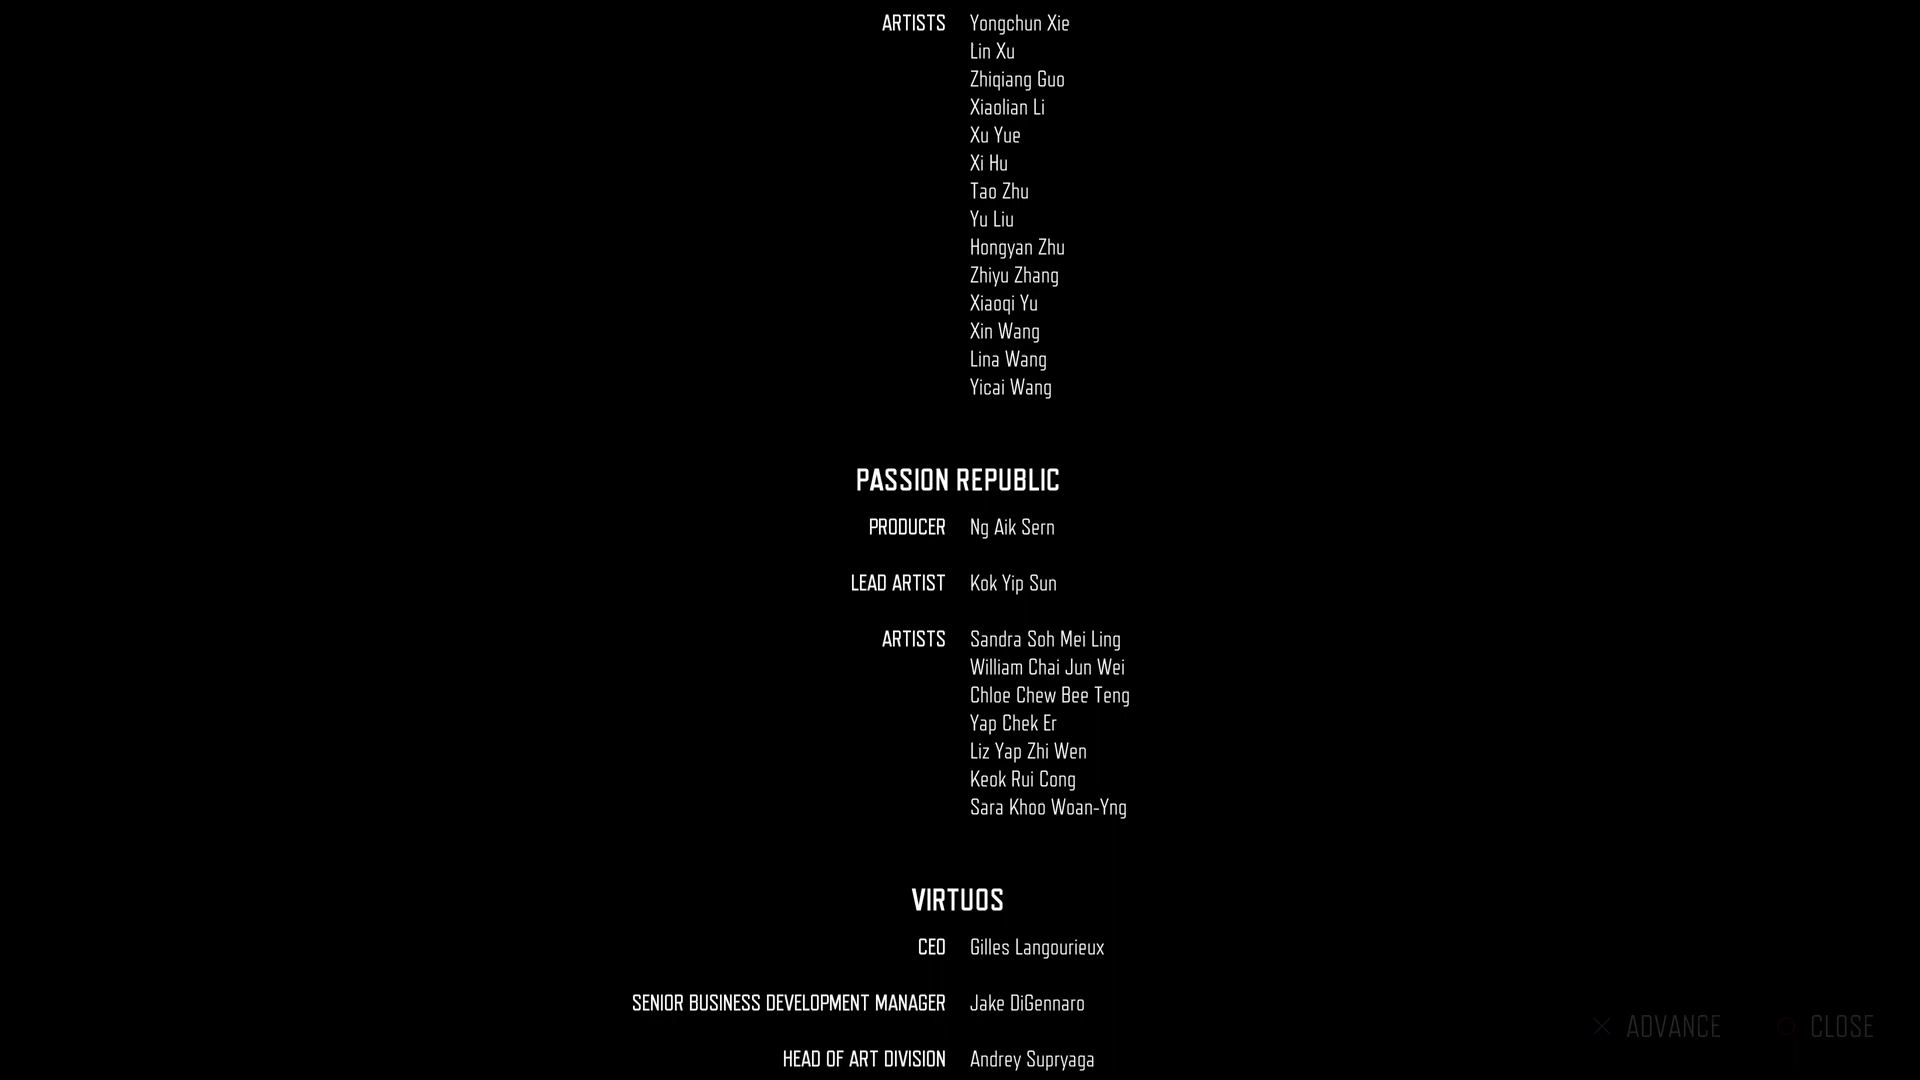 ARTISTS Yongchun Xie
Lin Xu
Zhiqiang Guo
Xiaolian Li
Xu Yue
Xi Hu
Tao Zhu
Yu Liu
Hongyan Zhu
Zhiyu Zhang
Xiaoqi Yu
Xin Wang
Lina Wang
Yicai Wang
PASSION REPUBLIC
PRODUCER Ng Aik Sern
LEAD ARTIST Kok Yip Sun
ARTISTS Sandra Soh Mei Ling
William Chai Jun Wei
Chloe Chew Bee Teng
Yap Chek Er
Liz Yap Zhi Wen
Keok Rui Cong
Sara Khoo Woan-Yng
VIRTUOS
CEO Gilles Langourieux
SENIOR BUSINESS DEVELOPMENT MANAGER Jake DiGennaro
HEAD OF ART DIVISION Andrey Supryaga
ADVANCE CLOSE